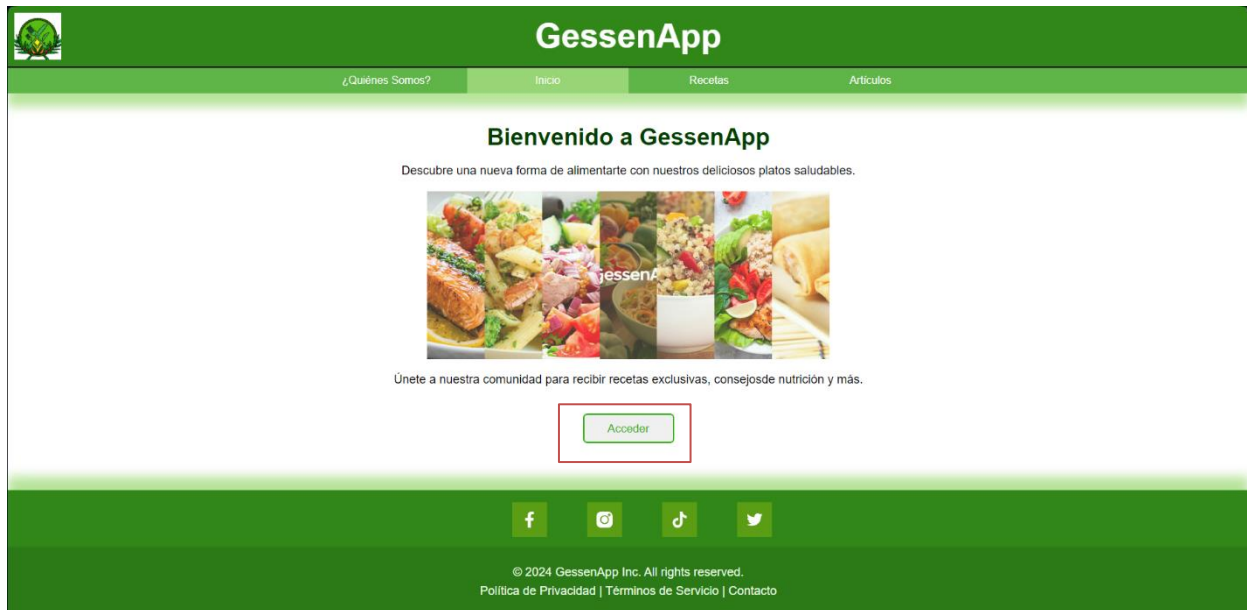 GessenApp
¿Quiénes Somos? Inicio Recetas Artículos
Bienvenido a GessenApp
Descubre una nueva forma de alimentarte con nuestros deliciosos platos saludables.
jessenA
Únete a nuestra comunidad para recibir recetas exclusivas, consejosde nutrición y más.
Acceder
© 2024 GessenApp Inc. All rights reserved.
Política de Privacidad | Términos de Servicio | Contacto